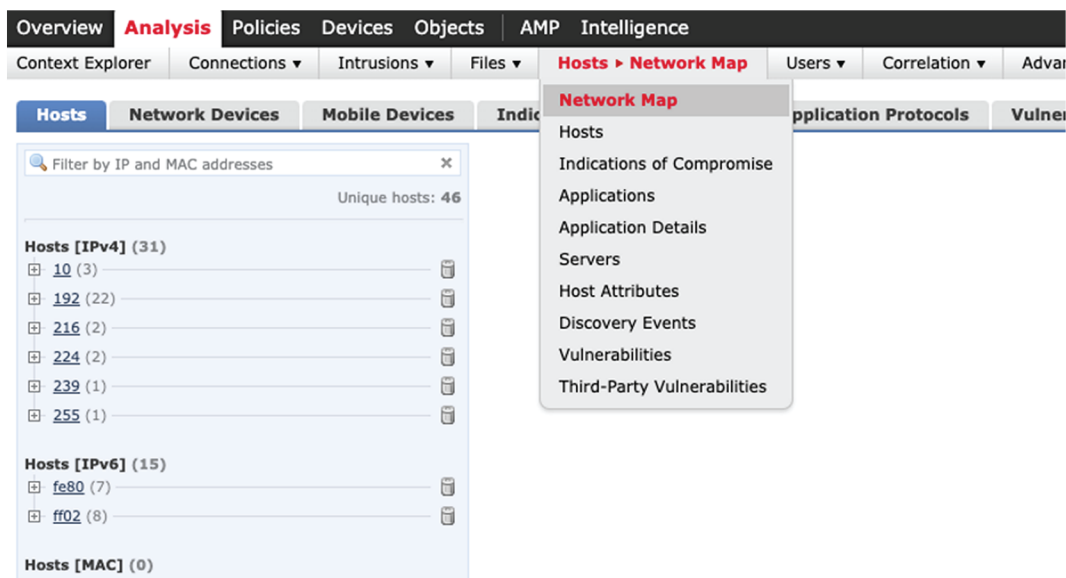 Overview Analysis Policies Devices Objects AMP Intelligence
Context Explorer Connections ▾ Intrusions ▾ Files ▾ Hosts ▸ Network Map Users ▾ Correlation ▾
Hosts Network Devices Mobile Devices Protocols
Network Map
Hosts
Indications of Compromise
Applications
Application Details
Servers
Host Attributes
Discovery Events
Vulnerabilities
Third-Party Vulnerabilities
Filter by IP and MAC addresses
Unique hosts: 46
Hosts [IPv4] (31)
10 (3)
192 (22)
216 (2)
224 (2)
239 (1)
255 (1)
Hosts [IPv6] (15)
fe80 (7)
ff02 (8)
Hosts [MAC] (0)